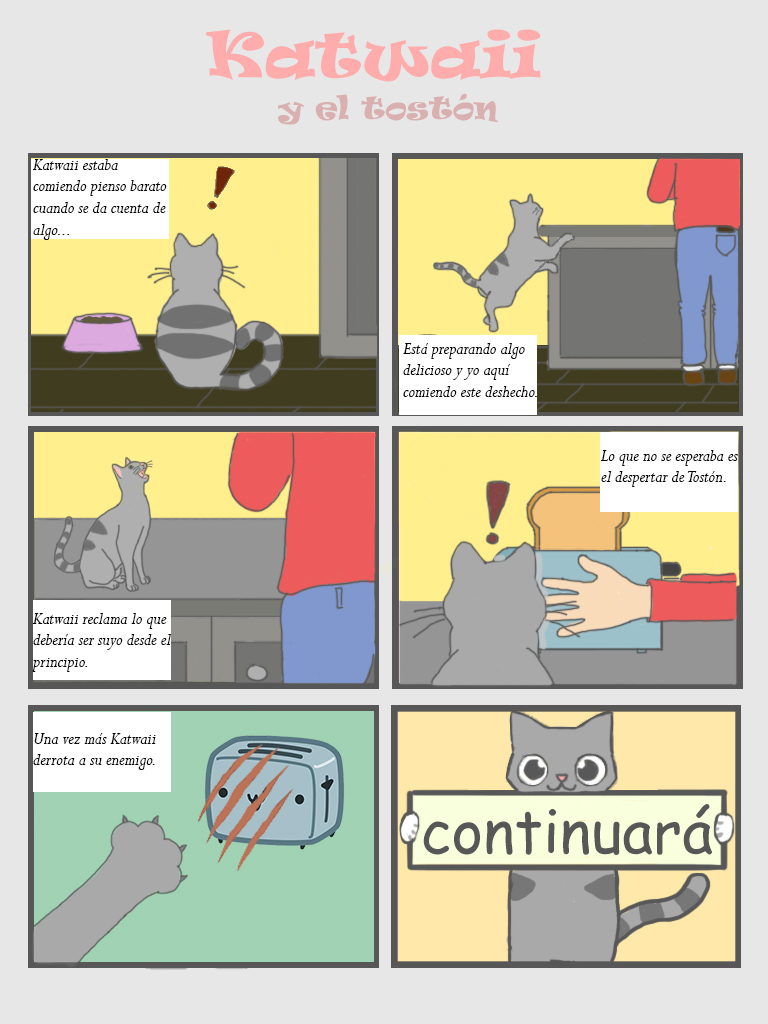 Katwaii
y el tostón
Katwaii estaba
comiendo pienso barato
cuando se da cuenta de
algo...
!
Está preparando algo
delicioso y yo aquí
comiendo este deshecho.
Katwaii reclama lo que
debería ser suyo desde el
principio.
Lo que no se esperaba es
el despertar de Tostón.
!
Una vez más Katwaii
derrota a su enemigo.
continuará